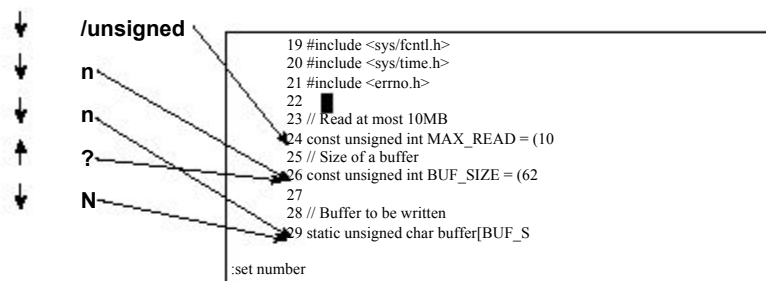 /unsigned
n
n
?
N
19 #include <sys/fcntl.h>
20 #include <sys/time.h>
21 #include <errno.h>
22
23 // Read at most 10MB
24 const unsigned int MAX_READ = (10
25 // Size of a buffer
26 const unsigned int BUF_SIZE = (62
27
28 // Buffer to be written
29 static unsigned char buffer[BUF_S
:set number